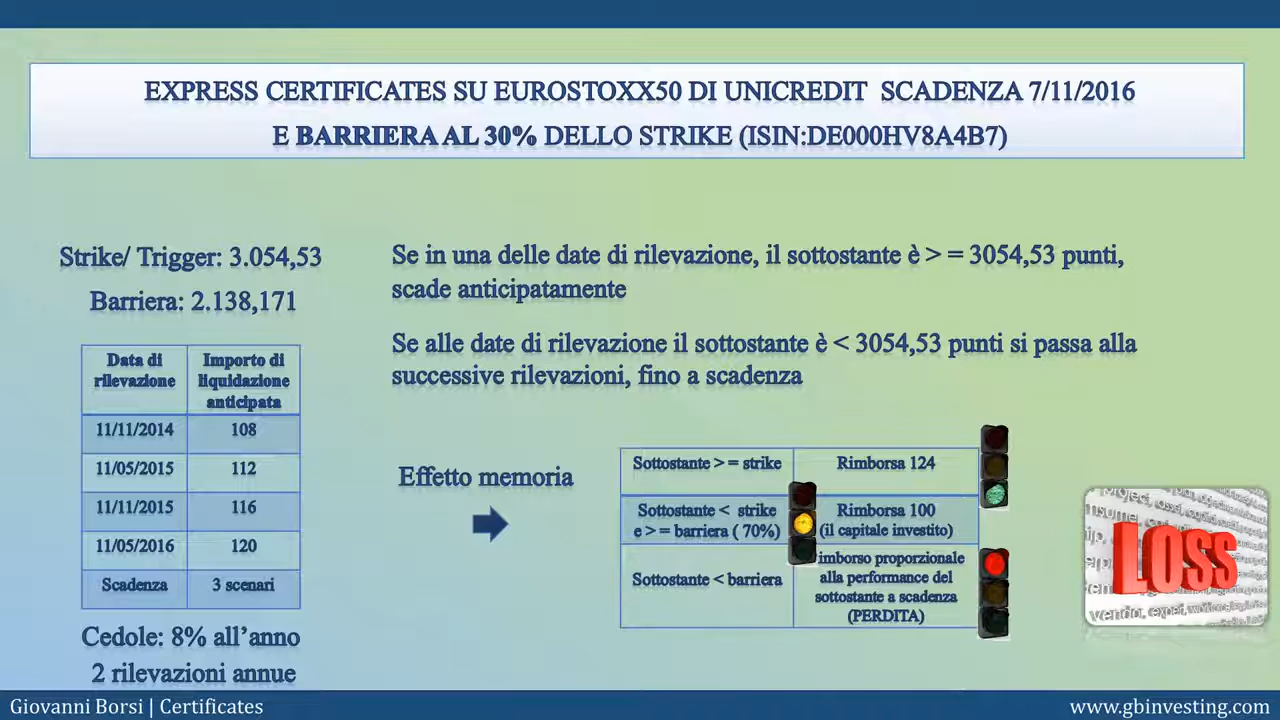 EXPRESS CERTIFICATES SU EUROSTOXX50 DI UNICREDIT SCADENZA 7/11/2016
E BARRIERA AL 30% DELLO STRIKE (ISIN:DE000HV8A4B7)
Strike/ Trigger: 3.054,53
Barriera: 2.138,171
Se in una delle date di rilevazione, il sottostante è > = 3054,53 punti,
scade anticipatamente
Se alle date di rilevazione il sottostante è < 3054,53 punti si passa alla
successive rilevazioni, fino a scadenza
Data di rilevazione
Importo di liquidazione anticipata
11/11/2014 108
11/05/2015 112
11/11/2015 116
11/05/2016 120
Scadenza 3 scenari
Cedole: 8% all’anno
2 rilevazioni annue
Effetto memoria
Sottostante > = strike
Rimborsa 124
Sottostante < strike
e > = barriera ( 70%)
Rimborsa 100
(il capitale investito)
Sottostante < barriera
imborso proporzionale
alla performance del
sottostante a scadenza
(PERDITA)
LOSS
Giovanni Borsi | Certificates
www.gbinvesting.com